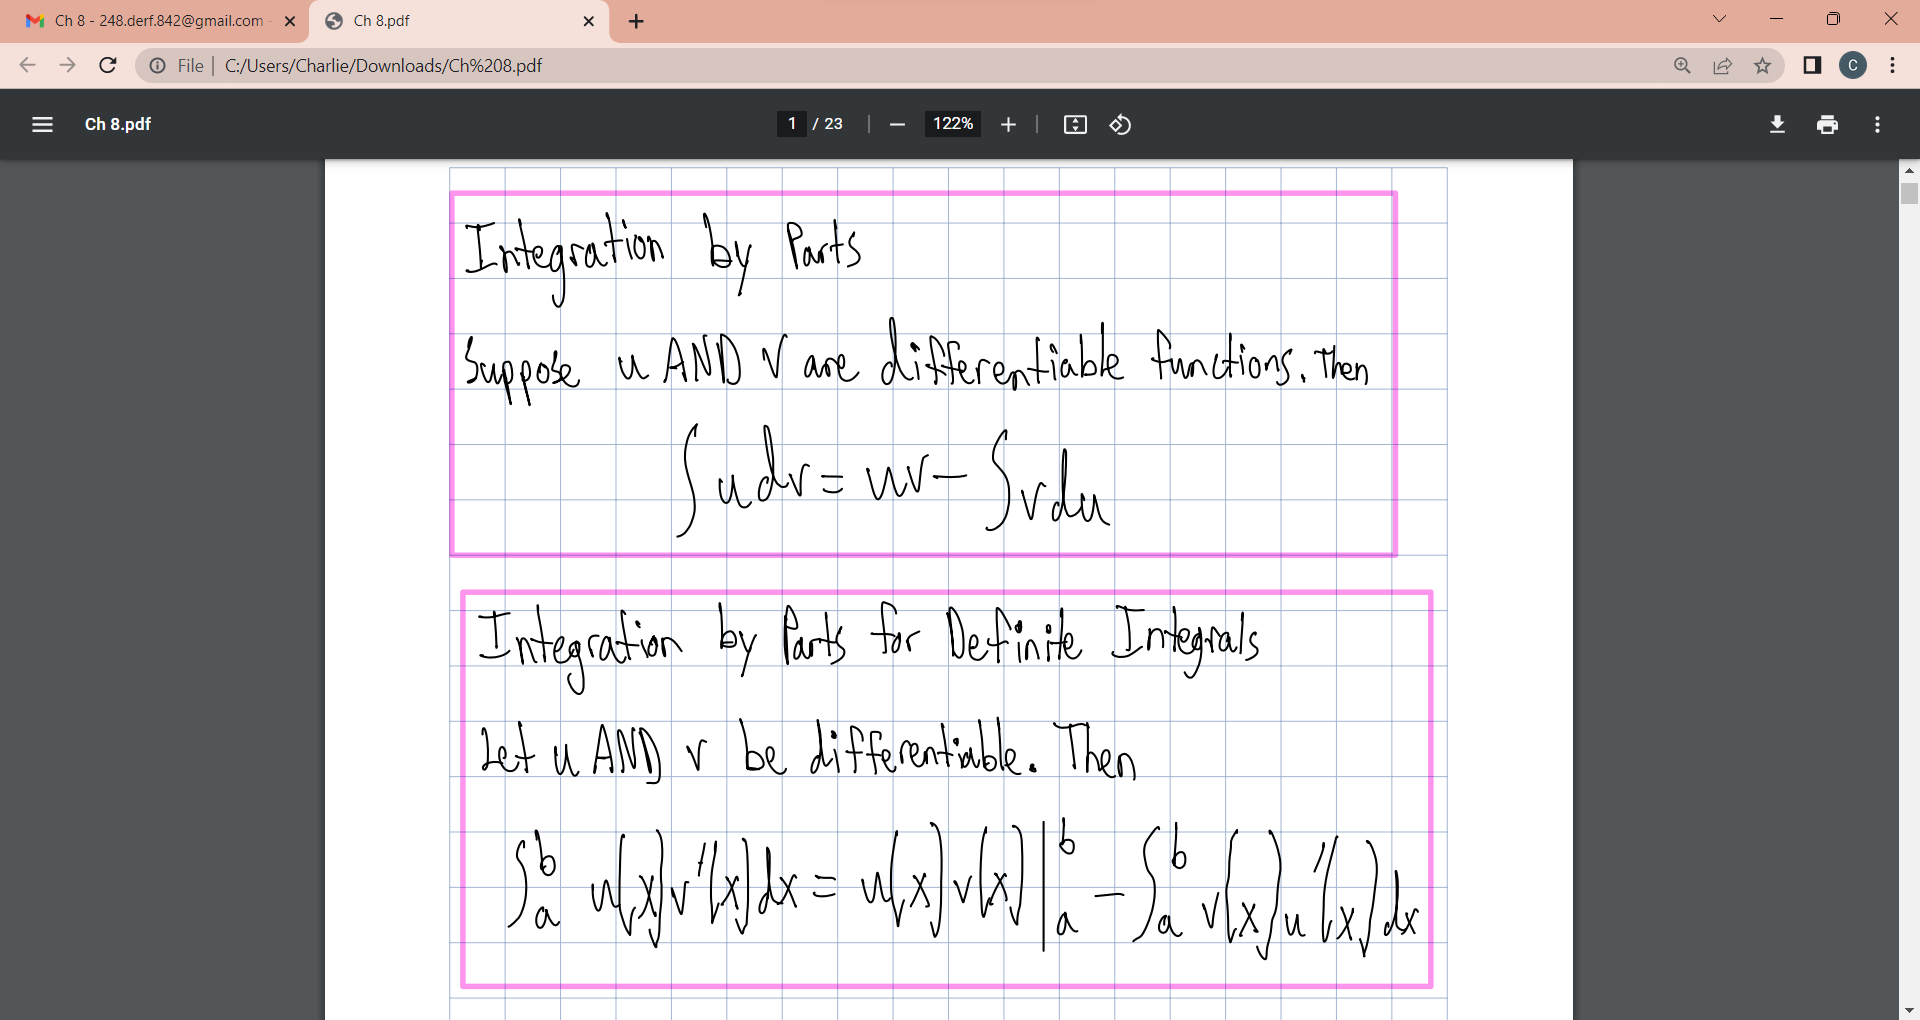 Ch 8 - 248.derf.842@gmail.com -
Ch 8.pdf
File | C:/Users/Charlie/Downloads/Ch%208.pdf
C
Ch 8.pdf
1 / 23
122%
Integration by Parts
Suppose u AND v are differentiable functions. Then
∫ u dv = uv - ∫ v du
Integration by Parts for Definite Integrals
Let u AND v be differentiable. Then
∫_a^b u(x) v'(x) dx = u(x) v(x) |_a^b - ∫_a^b v(x) u'(x) dx